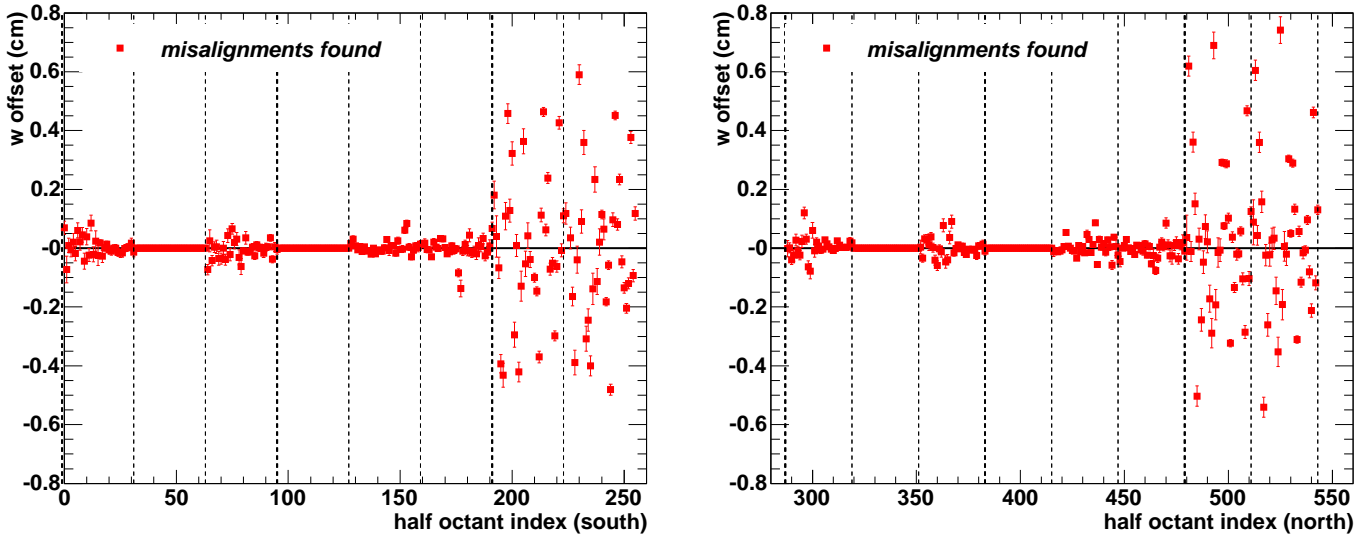 w offset (cm)
0.8
0.6
0.4
0.2
-0
-0.2
-0.4
-0.6
-0.8
misalignments found
0 50 100 150 200 250
half octant index (south)
w offset (cm)
0.8
0.6
0.4
0.2
-0
-0.2
-0.4
-0.6
-0.8
misalignments found
300 350 400 450 500 550
half octant index (north)